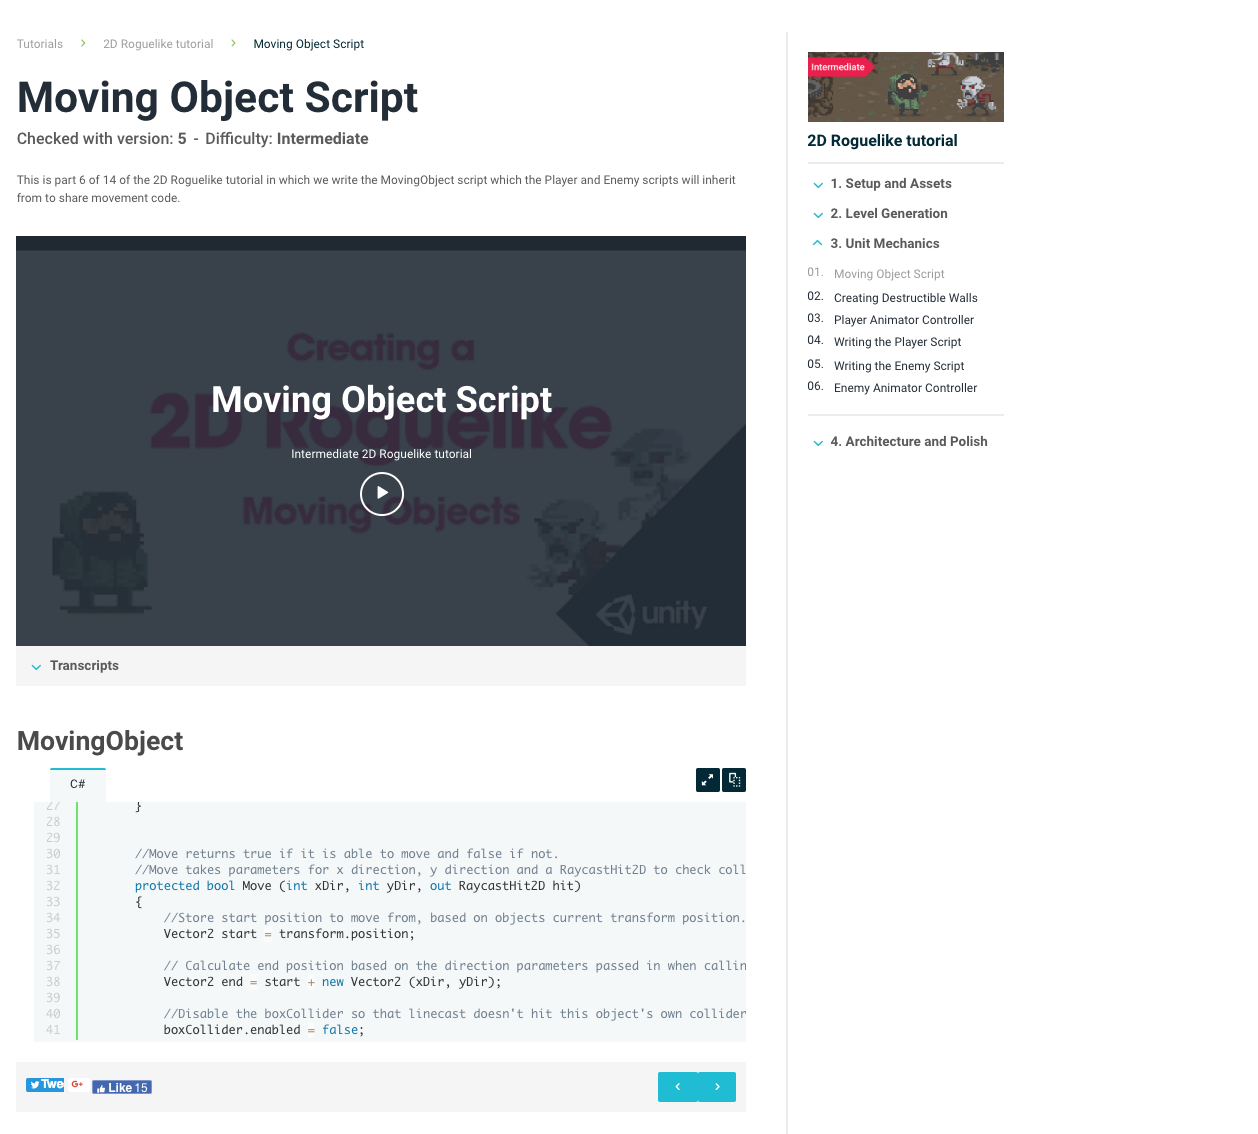 Tutorials > 2D Roguelike tutorial > Moving Object Script
Moving Object Script
Checked with version: 5 - Difficulty: Intermediate
This is part 6 of 14 of the 2D Roguelike tutorial in which we write the MovingObject script which the Player and Enemy scripts will inherit
from to share movement code.
Creating a
2D Roguelike
Moving Object Script
Intermediate 2D Roguelike tutorial
Moving Objects
unity
Transcripts
MovingObject
C#
27 }
28
29
30 //Move returns true if it is able to move and false if not.
31 //Move takes parameters for x direction, y direction and a RaycastHit2D to check coll
32 protected bool Move (int xDir, int yDir, out RaycastHit2D hit)
33 {
34 //Store start position to move from, based on objects current transform position.
35 Vector2 start = transform.position;
36
37 // Calculate end position based on the direction parameters passed in when callin
38 Vector2 end = start + new Vector2 (xDir, yDir);
39
40 //Disable the boxCollider so that linecast doesn't hit this object's own collider
41 boxCollider.enabled = false;
Twe G+ Like 15
Intermediate
2D Roguelike tutorial
1. Setup and Assets
2. Level Generation
3. Unit Mechanics
01. Moving Object Script
02. Creating Destructible Walls
03. Player Animator Controller
04. Writing the Player Script
05. Writing the Enemy Script
06. Enemy Animator Controller
4. Architecture and Polish